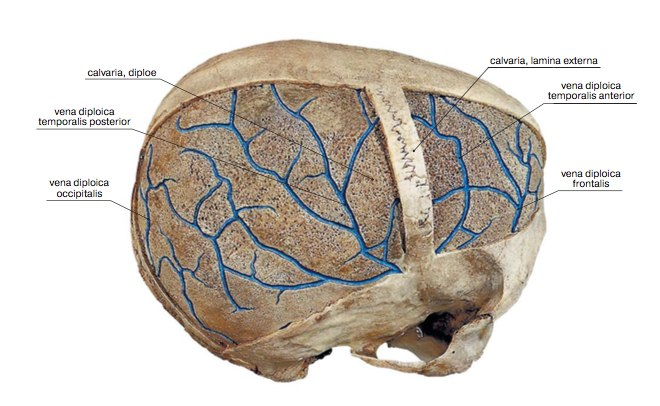 calvaria, diploe
vena diploica
temporalis posterior
vena diploica
occipitalis
calvaria, lamina externa
vena diploica
temporalis anterior
vena diploica
frontalis